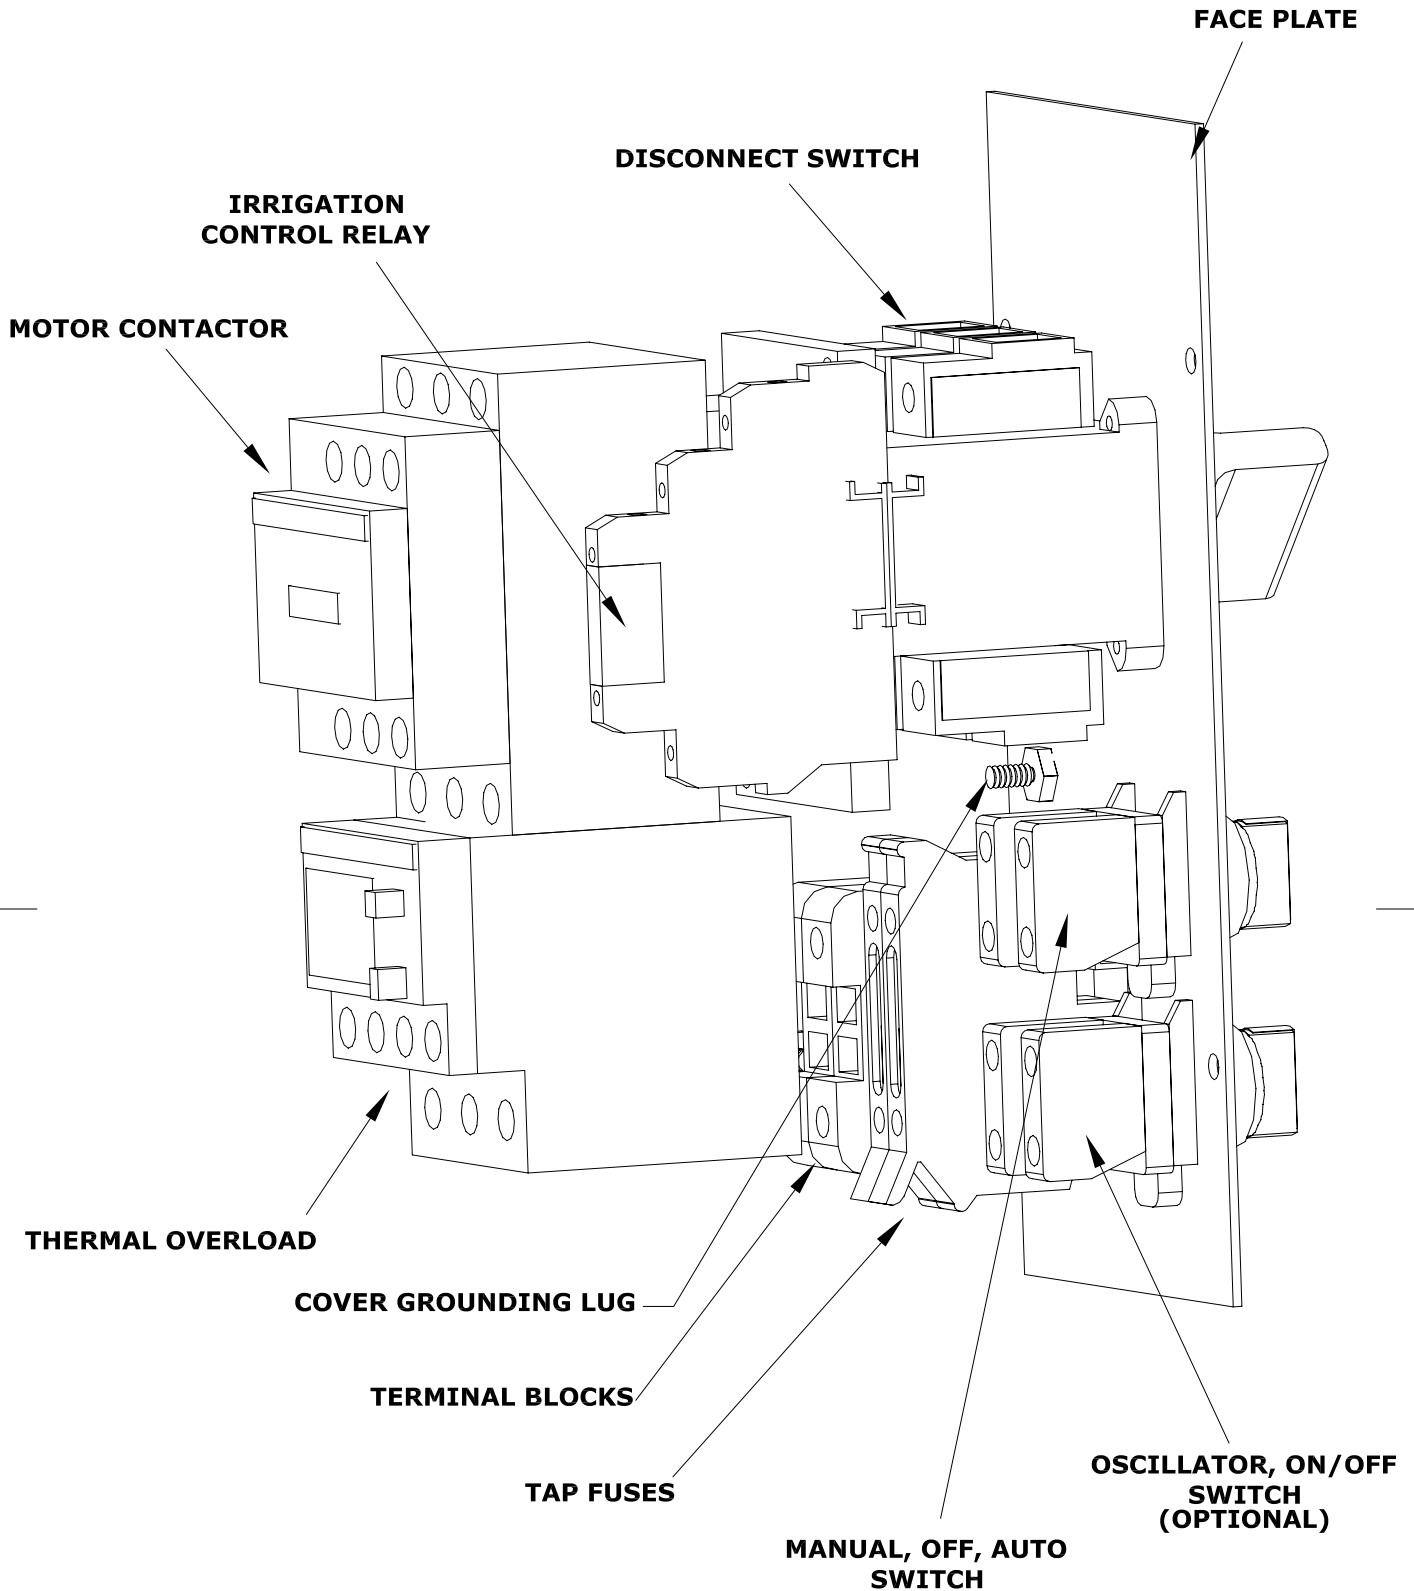 FACE PLATE
DISCONNECT SWITCH
IRRIGATION
CONTROL RELAY
MOTOR CONTACTOR
THERMAL OVERLOAD
COVER GROUNDING LUG
TERMINAL BLOCKS
TAP FUSES
OSCILLATOR, ON/OFF
SWITCH
(OPTIONAL)
MANUAL, OFF, AUTO
SWITCH